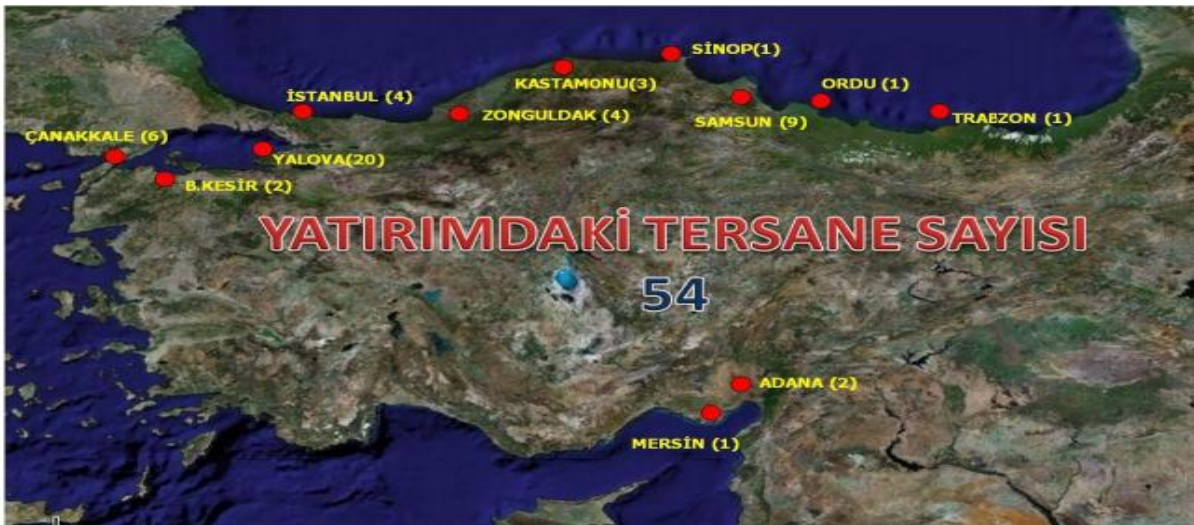 SİNOP(1)
KASTAMONU(3)
ORDU (1)
İSTANBUL (4)
ZONGULDAK (4)
SAMSUN (9)
TRABZON (1)
ÇANAKKALE (6)
YALOVA(20)
B.KESİR (2)
YATIRIMDAKİ TERSANE SAYISI
54
ADANA (2)
MERSİN (1)